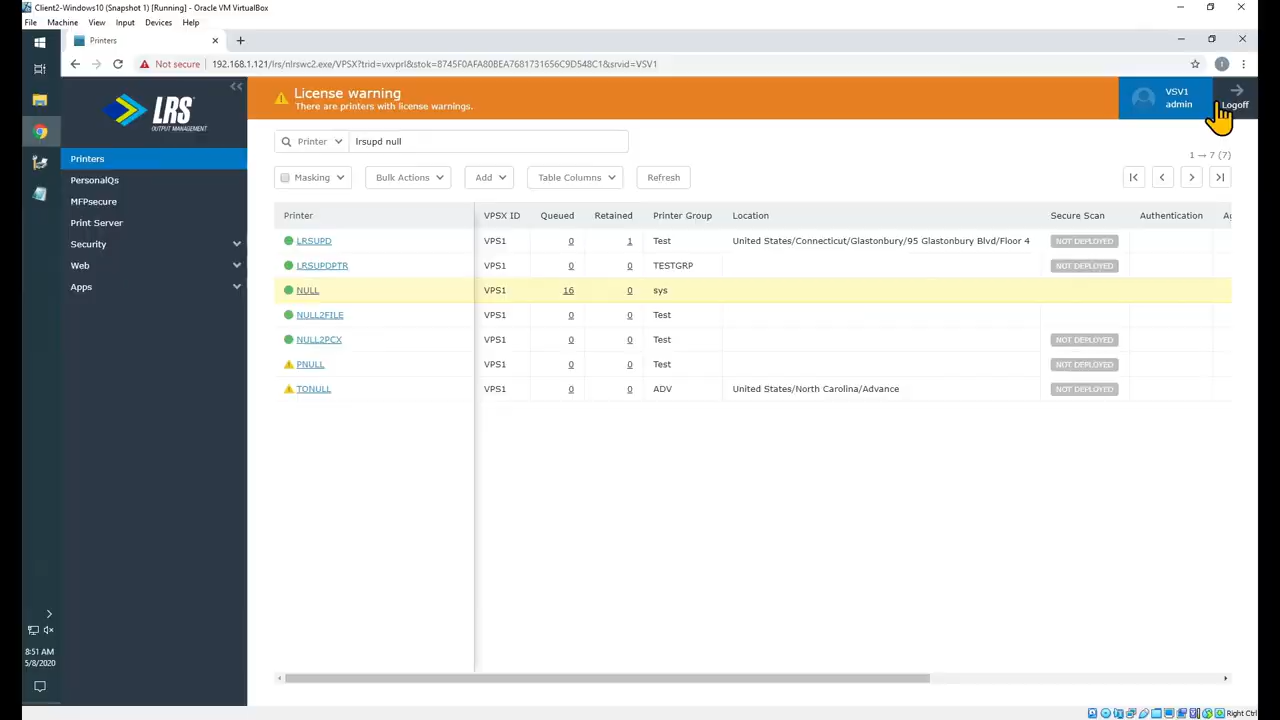 Client2-Windows10 (Snapshot 1) [Running] - Oracle VM VirtualBox
File Machine View Input Devices Help
Printers
Not secure 192.168.1.121/lrs/nlrswc2.exe/VPSX?trid=vxvprl&stok=8745F0AFA80BEA7681731656C9D548C1&srvid=VSV1
LRS
OUTPUT MANAGEMENT
License warning
There are printers with license warnings.
VSV1
admin
Logoff
Printers
PersonalQs
MFPsecure
Print Server
Security
Web
Apps
Printer lrsupd null
1 → 7 (7)
Masking Bulk Actions Add Table Columns Refresh
Printer VPSX ID Queued Retained Printer Group Location Secure Scan Authentication
LRSUPD VPS1 0 1 Test United States/Connecticut/Glastonbury/95 Glastonbury Blvd/Floor 4 NOT DEPLOYED
LRSUPDPTR VPS1 0 0 TESTGRP NOT DEPLOYED
NULL VPS1 16 0 sys
NULL2FILE VPS1 0 0 Test
NULL2PCX VPS1 0 0 Test NOT DEPLOYED
PNULL VPS1 0 0 Test NOT DEPLOYED
TONULL VPS1 0 0 ADV United States/North Carolina/Advance NOT DEPLOYED
8:51 AM
5/8/2020
Right Ctrl